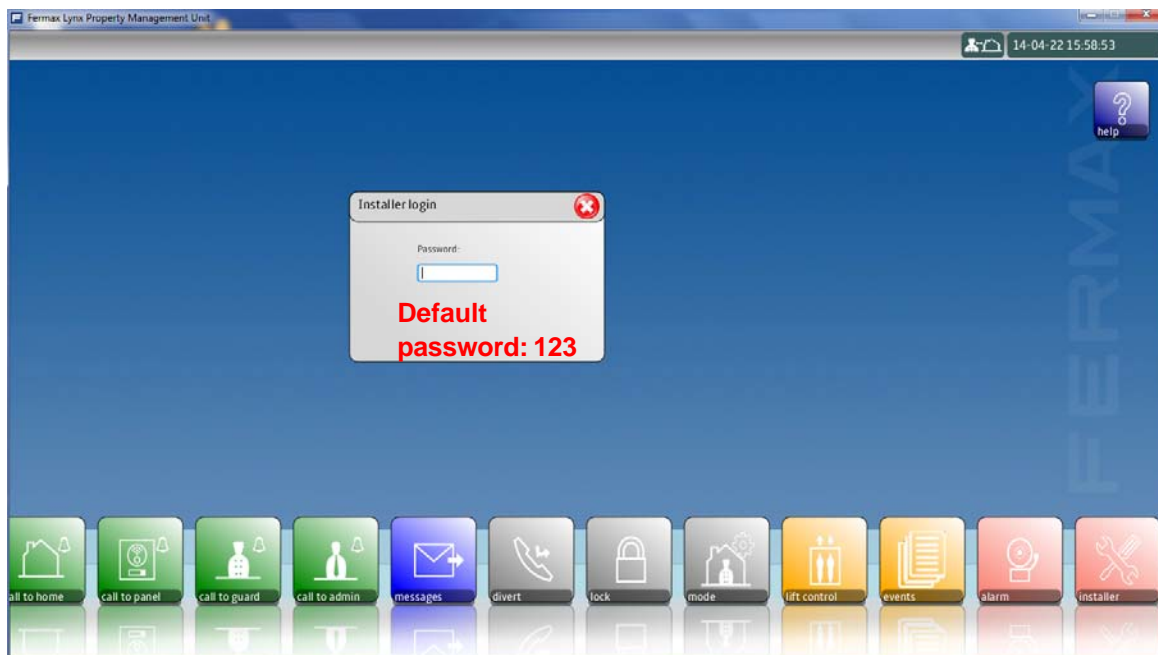 Fermax Lynx Property Management Unit
14-04-22 15:58:53
help
Installer login
Password:
Default
password: 123
FERMAX
all to home
call to panel
call to guard
call to admin
messages
divert
lock
mode
lift control
events
alarm
installer